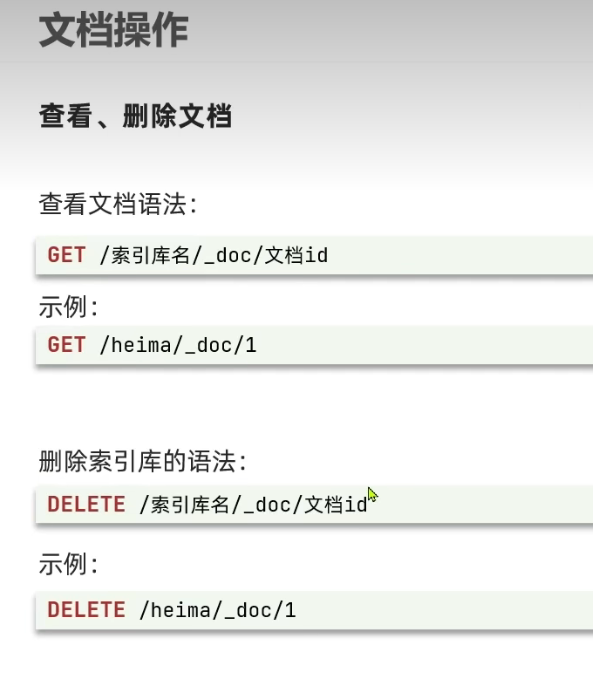 文档操作
查看、删除文档
查看文档语法：
GET /索引库名/_doc/文档id
示例：
GET /heima/_doc/1
删除索引库的语法：
DELETE /索引库名/_doc/文档id
示例：
DELETE /heima/_doc/1